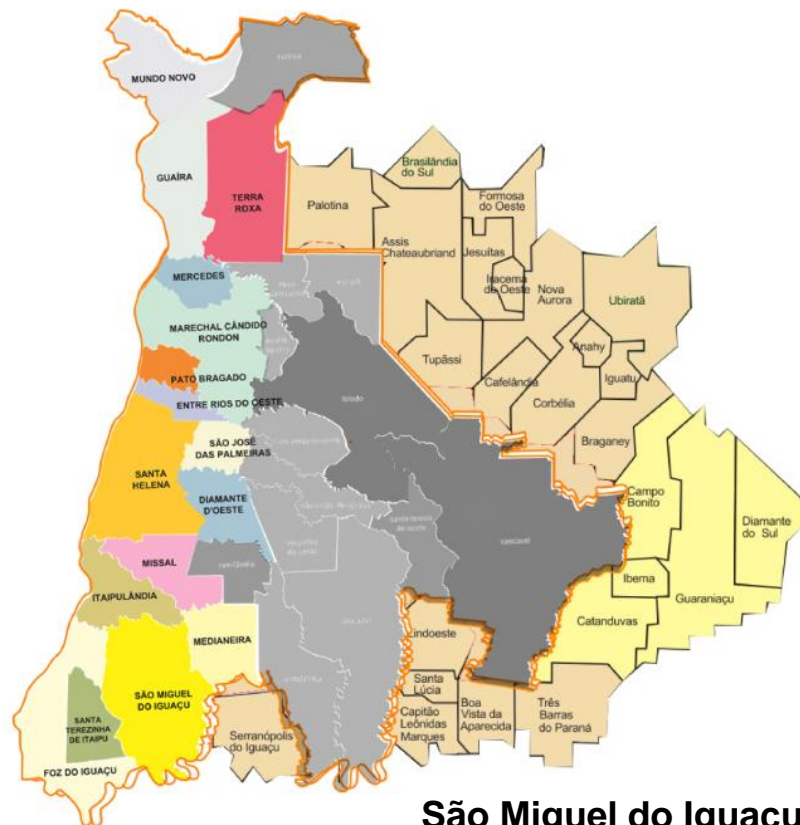 MUNDO NOVO
GUAÍRA
TERRA
ROXA
Palotina
Brasilândia
do Sul
Formosa
do Oeste
Assis
Chateaubriand
Jesuítas
Iracema
do Oeste
Nova
Aurora
Ubiratã
MERCEDES
MARECHAL CÂNDIDO
RONDON
Tupãssi
Cafelândia
Anahy
Iguatu
Corbélia
PATO BRAGADO
ENTRE RIOS DO OESTE
Toledo
Braganey
SÃO JOSÉ
DAS PALMEIRAS
SANTA
HELENA
DIAMANTE
D'OESTE
Campo
Bonito
Diamante
do Sul
Cascavel
MISSAL
Ibema
Guaraniaçu
ITAIPULÂNDIA
Catanduvas
MEDIANEIRA
Lindoeste
SÃO MIGUEL
DO IGUAÇU
Santa
Lúcia
Capitão
Leônidas
Marques
Boa
Vista da
Aparecida
Três
Barras
do Paraná
SANTA
TEREZINHA
DE ITAIPU
Serranópolis
do Iguaçu
FOZ DO IGUAÇU
São Miguel do Iguaçu